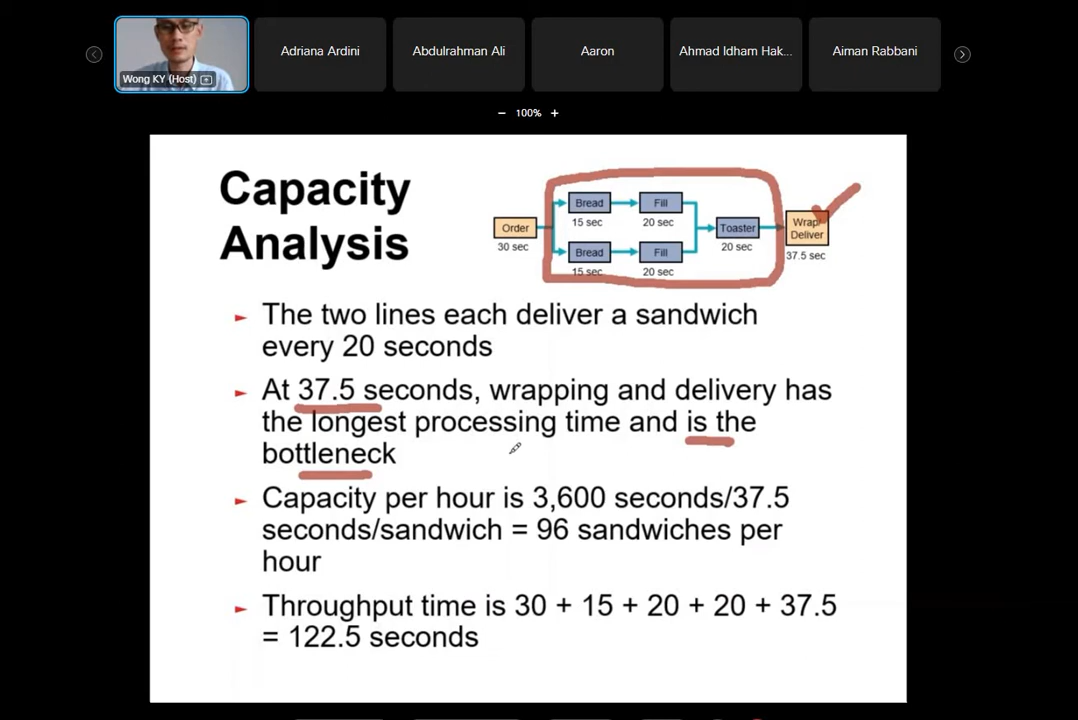 Wong KY (Host)
Adriana Ardini
Abdulrahman Ali
Aaron
Ahmad Idham Hak...
Aiman Rabbani
− 100% +
Capacity
Analysis
Order
30 sec
Bread
15 sec
Fill
20 sec
Bread
15 sec
Fill
20 sec
Toaster
20 sec
Wrap/
Deliver
37.5 sec
► The two lines each deliver a sandwich
every 20 seconds
► At 37.5 seconds, wrapping and delivery has
the longest processing time and is the
bottleneck
► Capacity per hour is 3,600 seconds/37.5
seconds/sandwich = 96 sandwiches per
hour
► Throughput time is 30 + 15 + 20 + 20 + 37.5
= 122.5 seconds